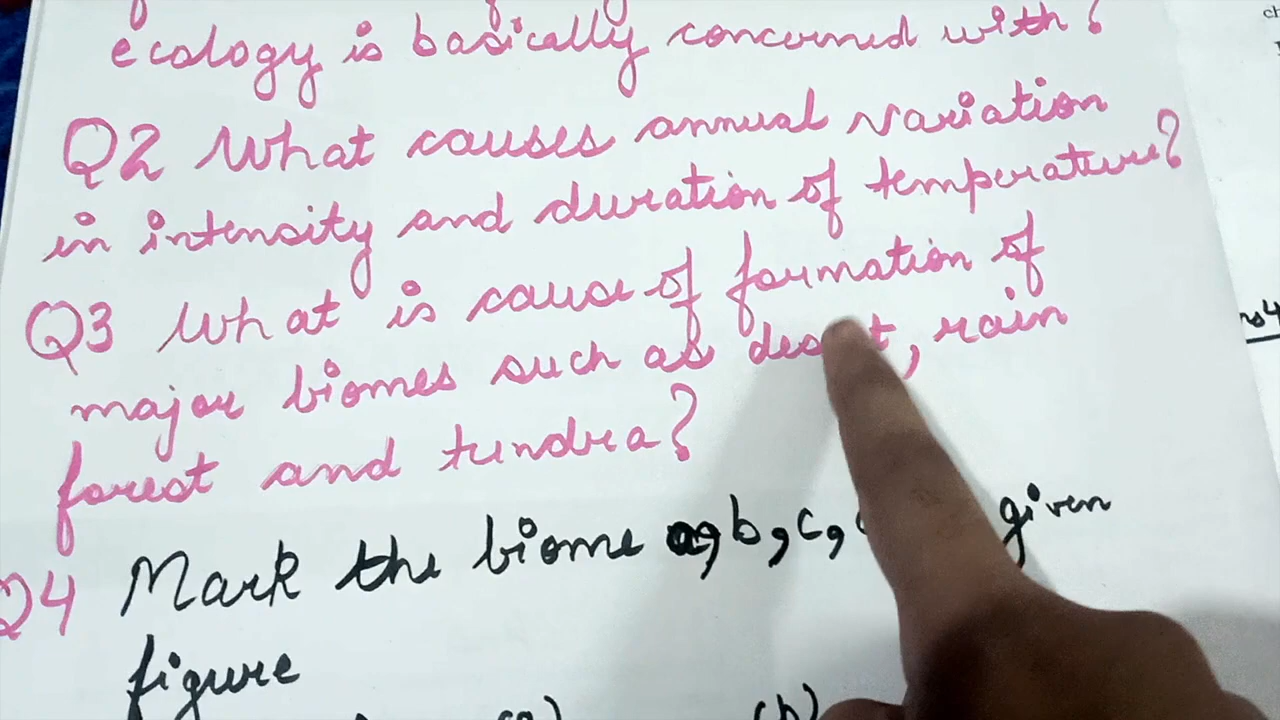 ecology is basically concerned with?
Q2 What causes annual variation
in intensity and duration of temperature?
Q3 What is cause of formation of
major biomes such as desert, rain
forest and tundra?
Q4 Mark the biome a, b, c, given
figure
(a) (b)